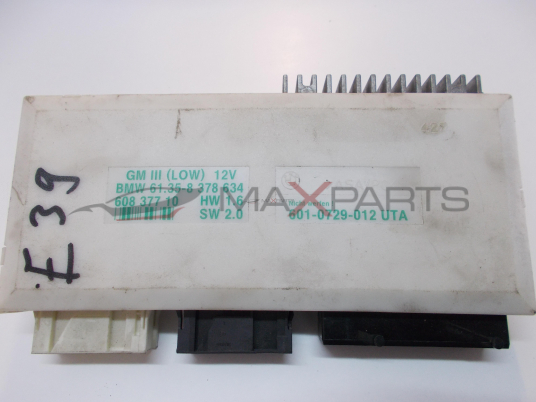 GM III (LOW) 12V
BMW 61.35-8 378 634
608 377 10 HW 1.6
SW 2.0
601-0729-012 UTA
MAXPARTS
E39